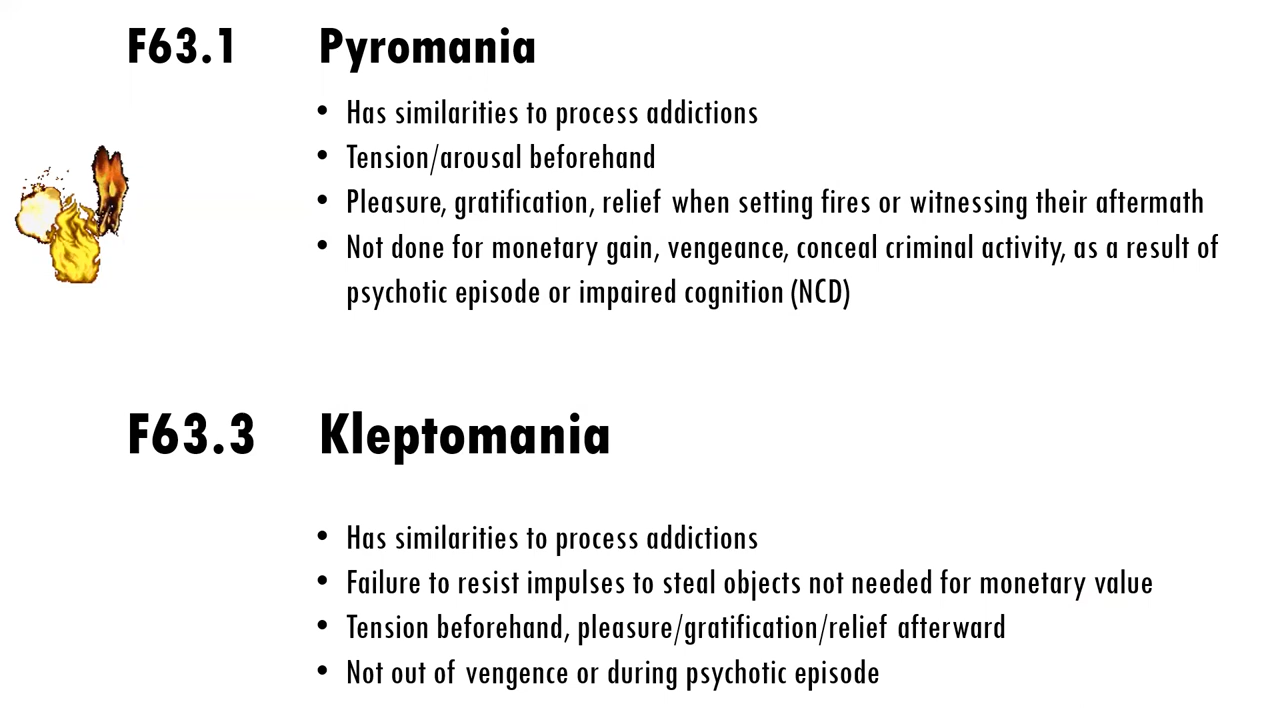 F63.1 Pyromania
• Has similarities to process addictions
• Tension/arousal beforehand
• Pleasure, gratification, relief when setting fires or witnessing their aftermath
• Not done for monetary gain, vengeance, conceal criminal activity, as a result of
psychotic episode or impaired cognition (NCD)
F63.3 Kleptomania
• Has similarities to process addictions
• Failure to resist impulses to steal objects not needed for monetary value
• Tension beforehand, pleasure/gratification/relief afterward
• Not out of vengence or during psychotic episode